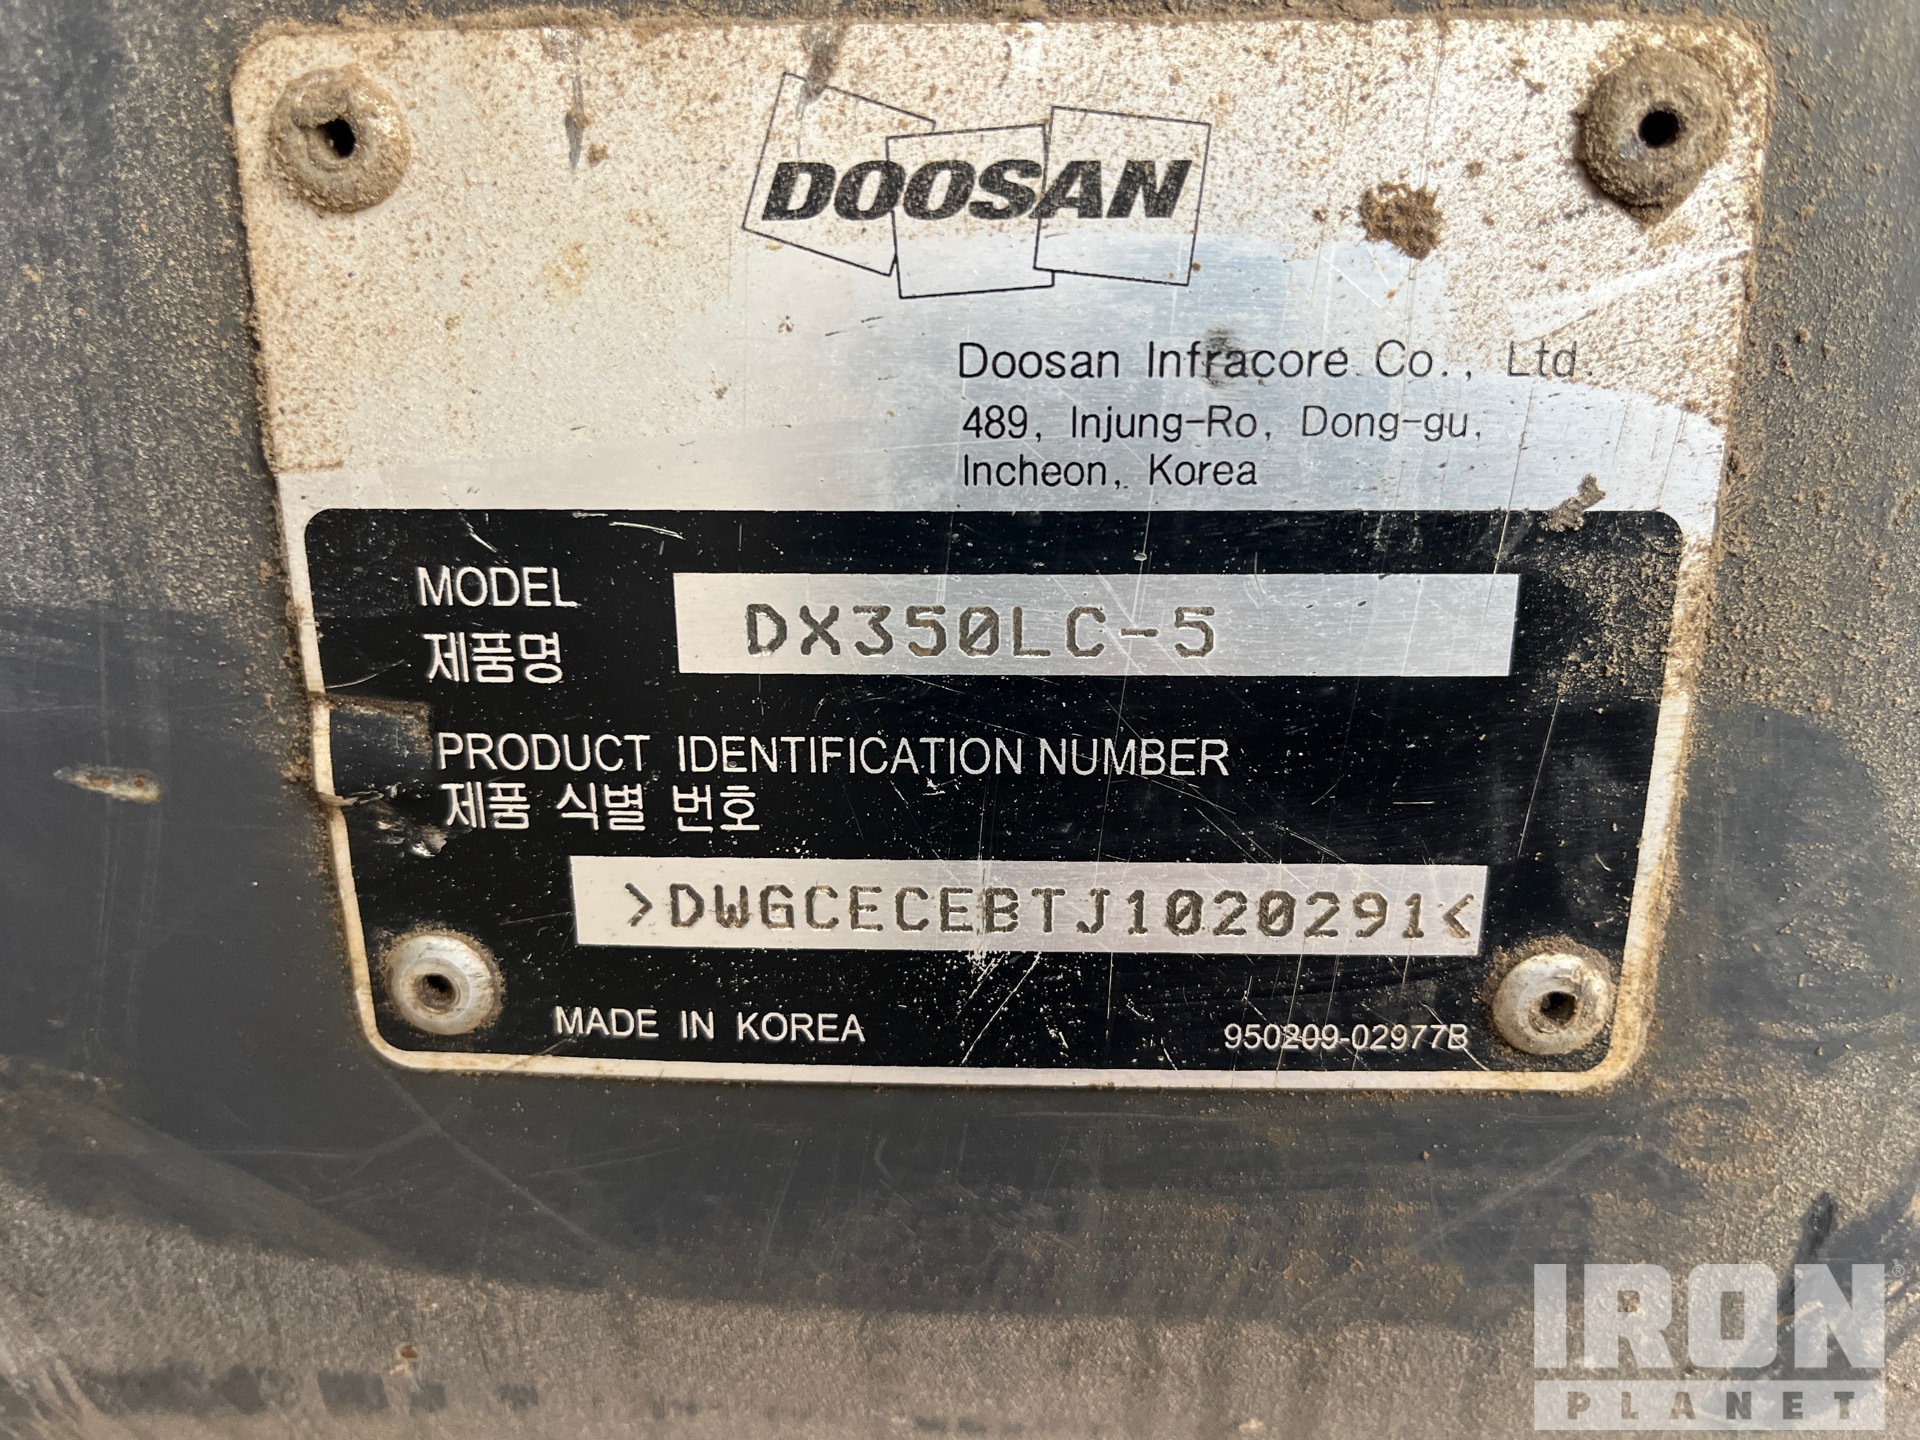 DOOSAN
Doosan Infracore Co., Ltd.
489, Injung-Ro, Dong-gu,
Incheon, Korea
MODEL DX350LC-5
제품명
PRODUCT IDENTIFICATION NUMBER
제품 식별 번호
>DWGCECEBTJ1020291<
MADE IN KOREA 950209-02977B
IRON®
PLANET